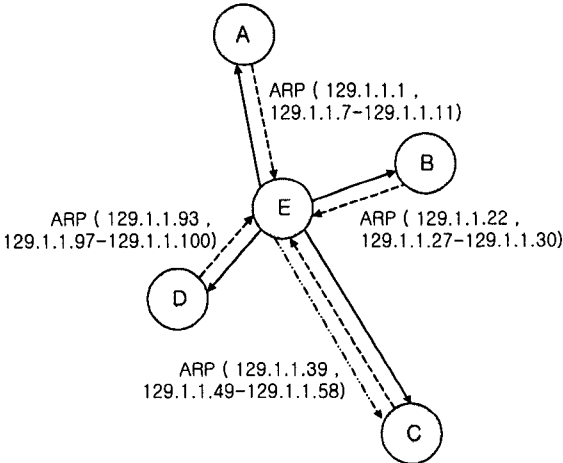 A
ARP ( 129.1.1.1 ,
129.1.1.7-129.1.1.11)
B
E
ARP ( 129.1.1.93 ,
129.1.1.97-129.1.1.100)
ARP ( 129.1.1.22 ,
129.1.1.27-129.1.1.30)
D
ARP ( 129.1.1.39 ,
129.1.1.49-129.1.1.58)
C